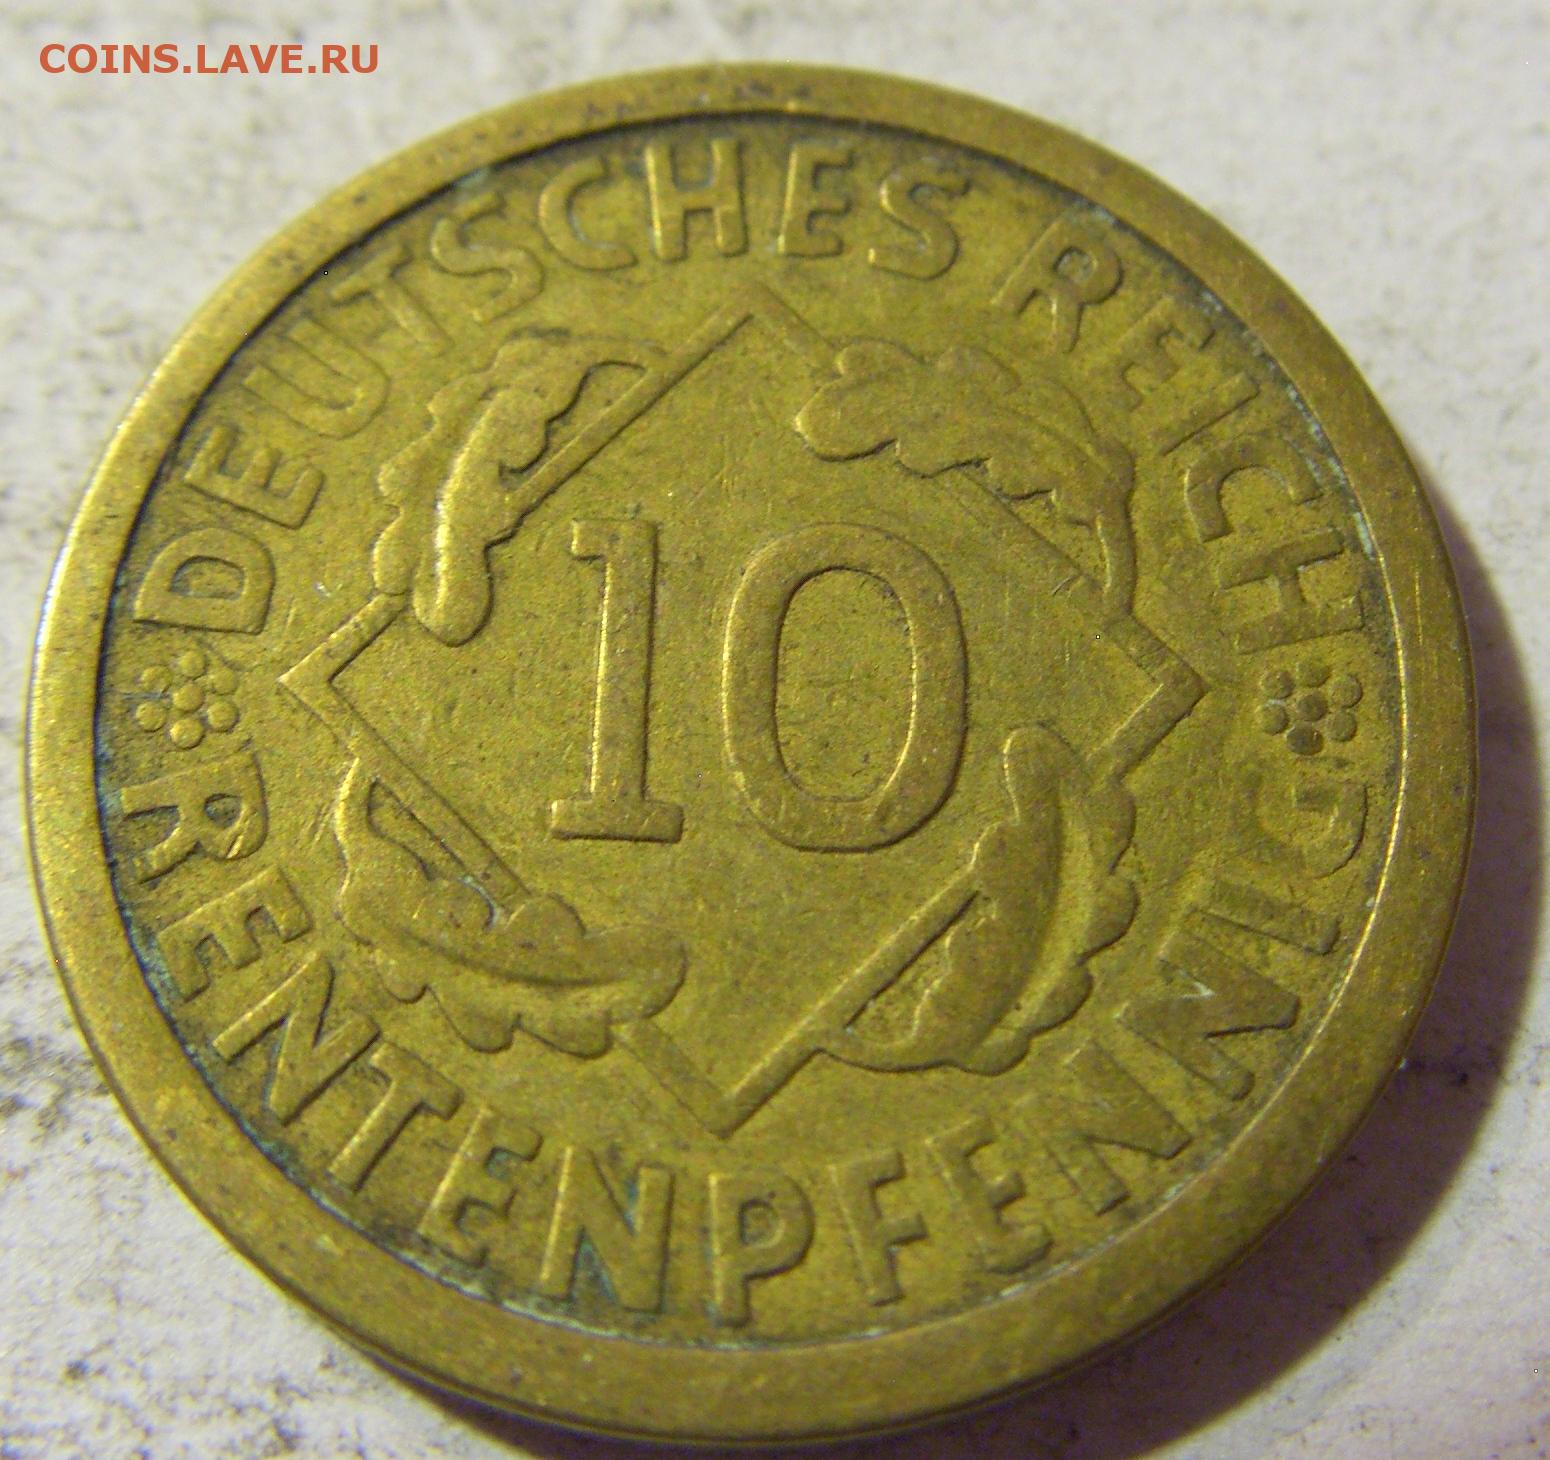 COINS.LAVE.RU
DEUTSCHES REICH
10
RENTENPFENNIG